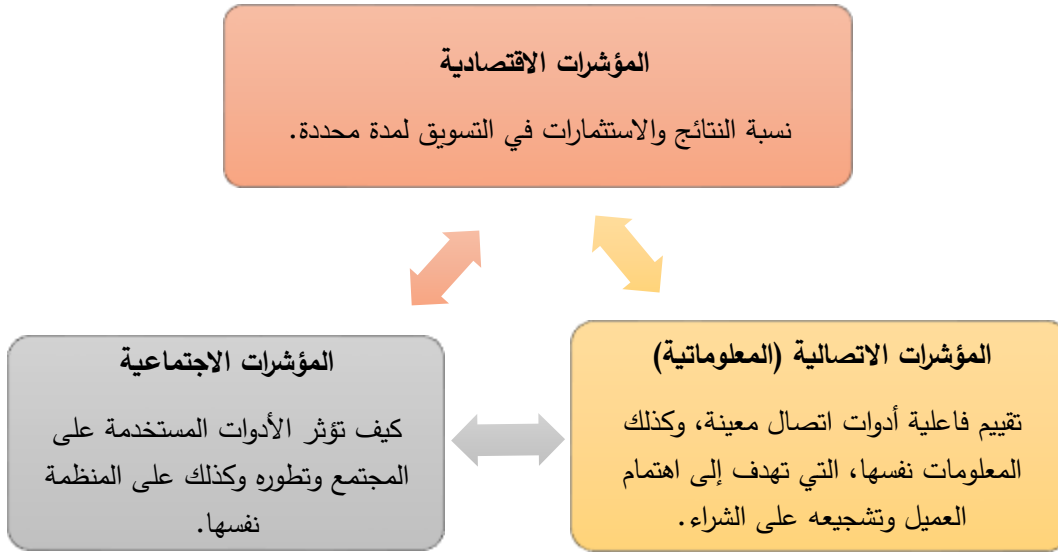 المؤشرات الاقتصادية
نسبة النتائج والاستثمارات في التسويق لمدة محددة.
المؤشرات الاتصالية (المعلوماتية)
تقييم فاعلية أدوات اتصال معينة، وكذلك
المعلومات نفسها، التي تهدف إلى اهتمام
العميل وتشجيعه على الشراء.
المؤشرات الاجتماعية
كيف تؤثر الأدوات المستخدمة على
المجتمع وتطوره وكذلك على المنظمة
نفسها.